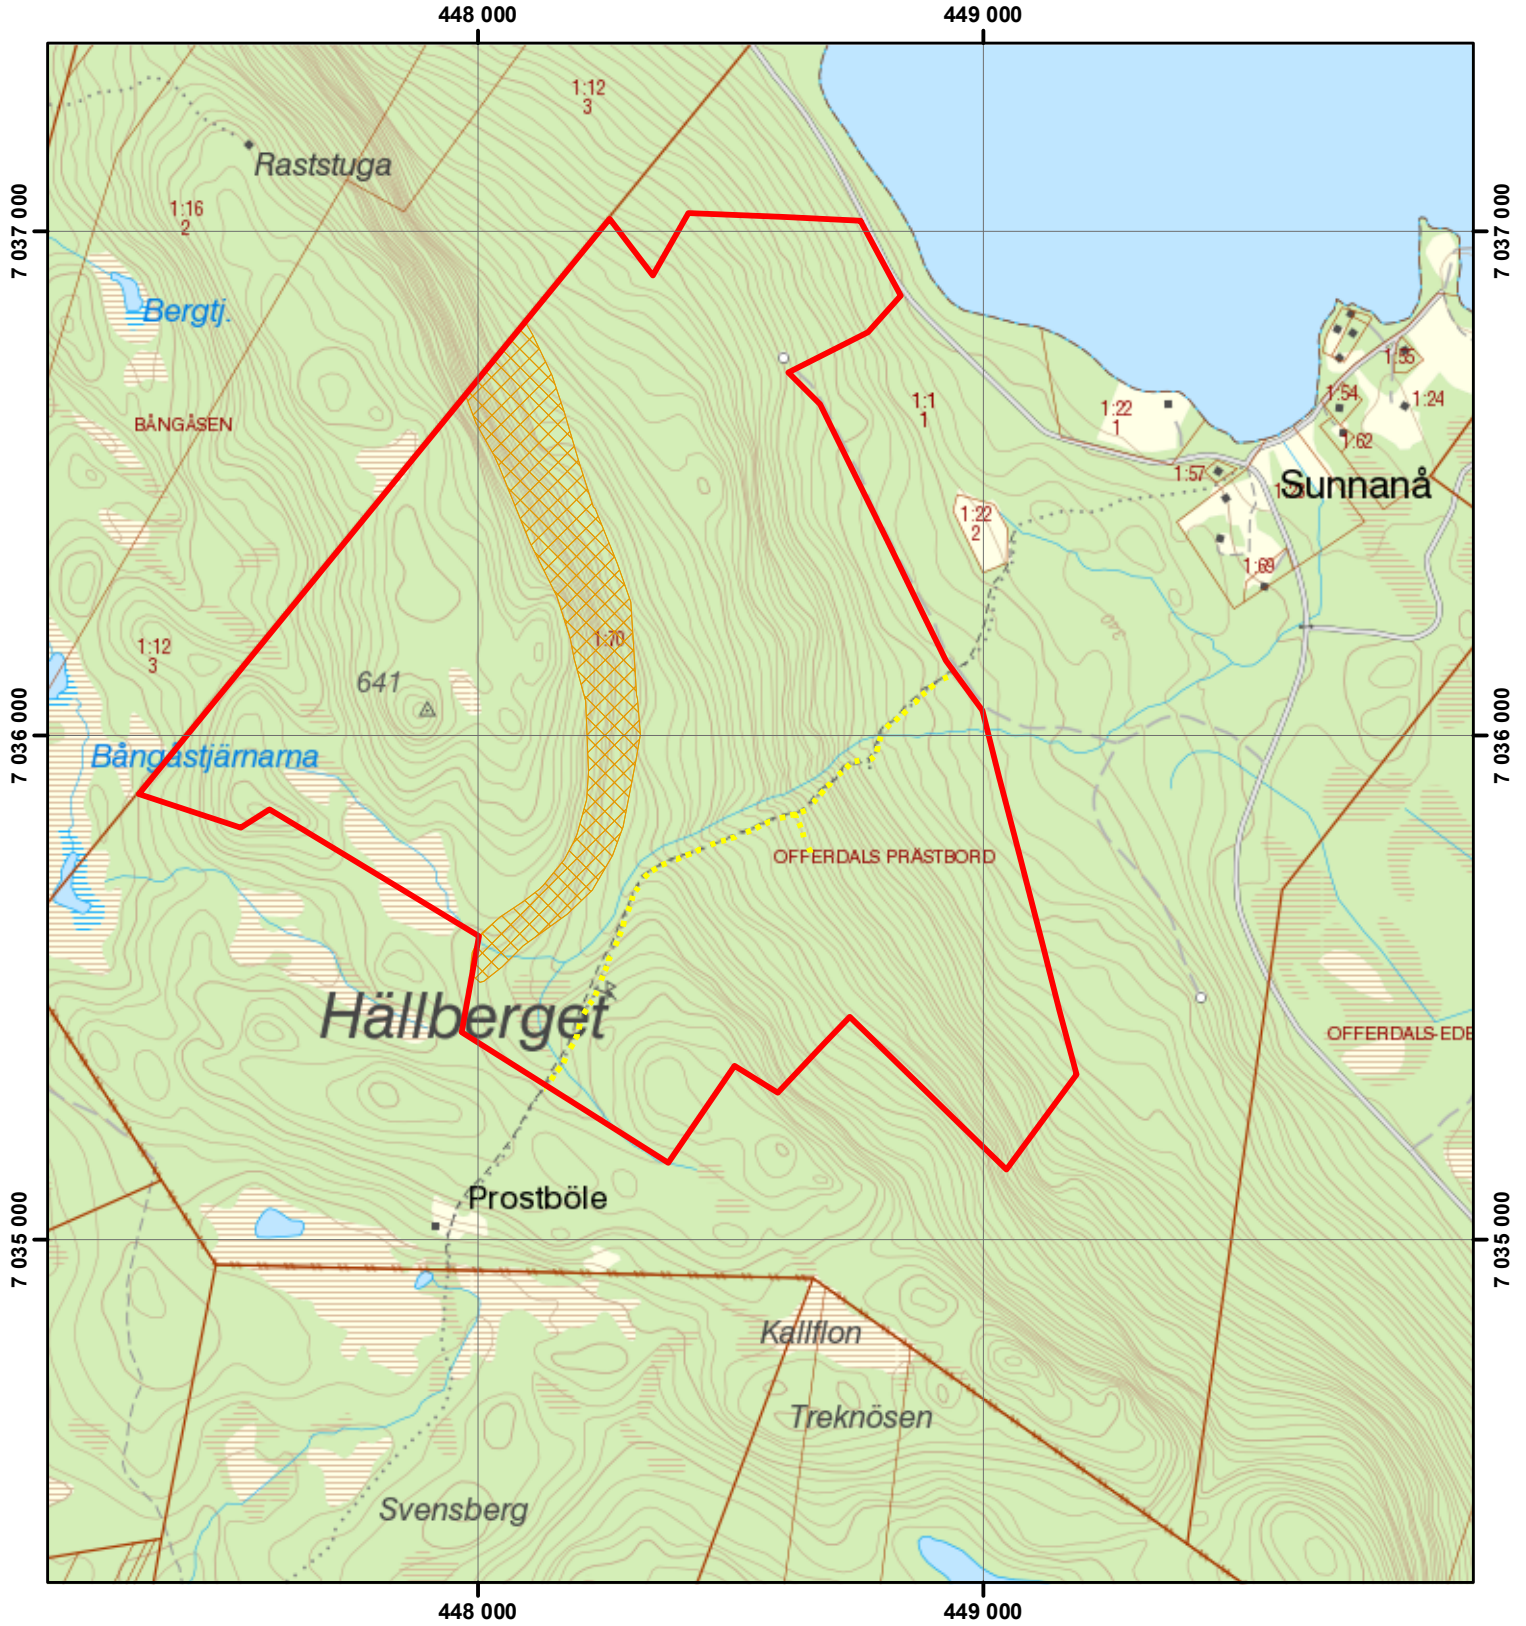 448 000
449 000
1:12
3
Raststuga
7 037 000
1:16
2
7 037 000
Bergtj.
1:55
1:54
1:1
1
1:22
1
1:24
BÅNGÅSEN
1:62
1:57
Sunnanå
1:22
2
1:69
340
1:70
1:12
3
641
7 036 000
Bångåstjärnarna
7 036 000
OFFERDALS PRÄSTBORD
Hällberget
OFFERDALS-EDE
Prostböle
7 035 000
7 035 000
Kallflon
Treknösen
Svensberg
448 000
449 000